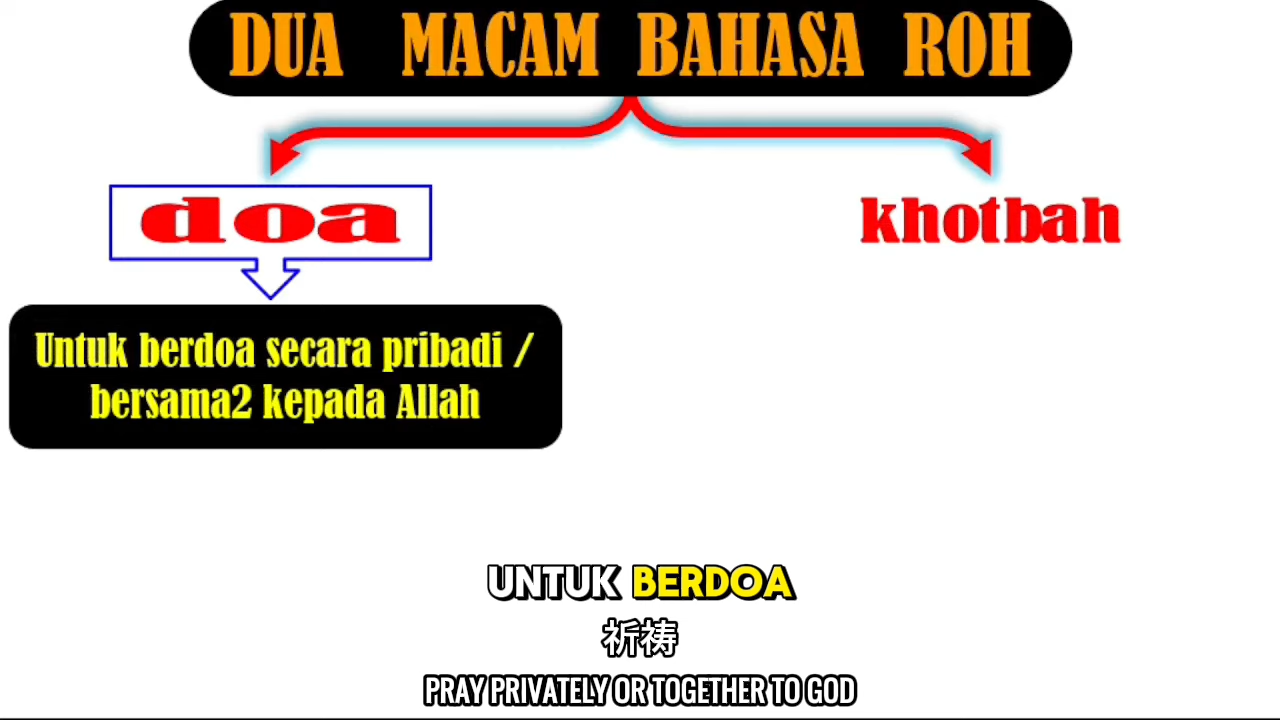 DUA MACAM BAHASA ROH
doa
khotbah
Untuk berdoa secara pribadi /
bersama2 kepada Allah
UNTUK BERDOA
祈祷
PRAY PRIVATELY OR TOGETHER TO GOD